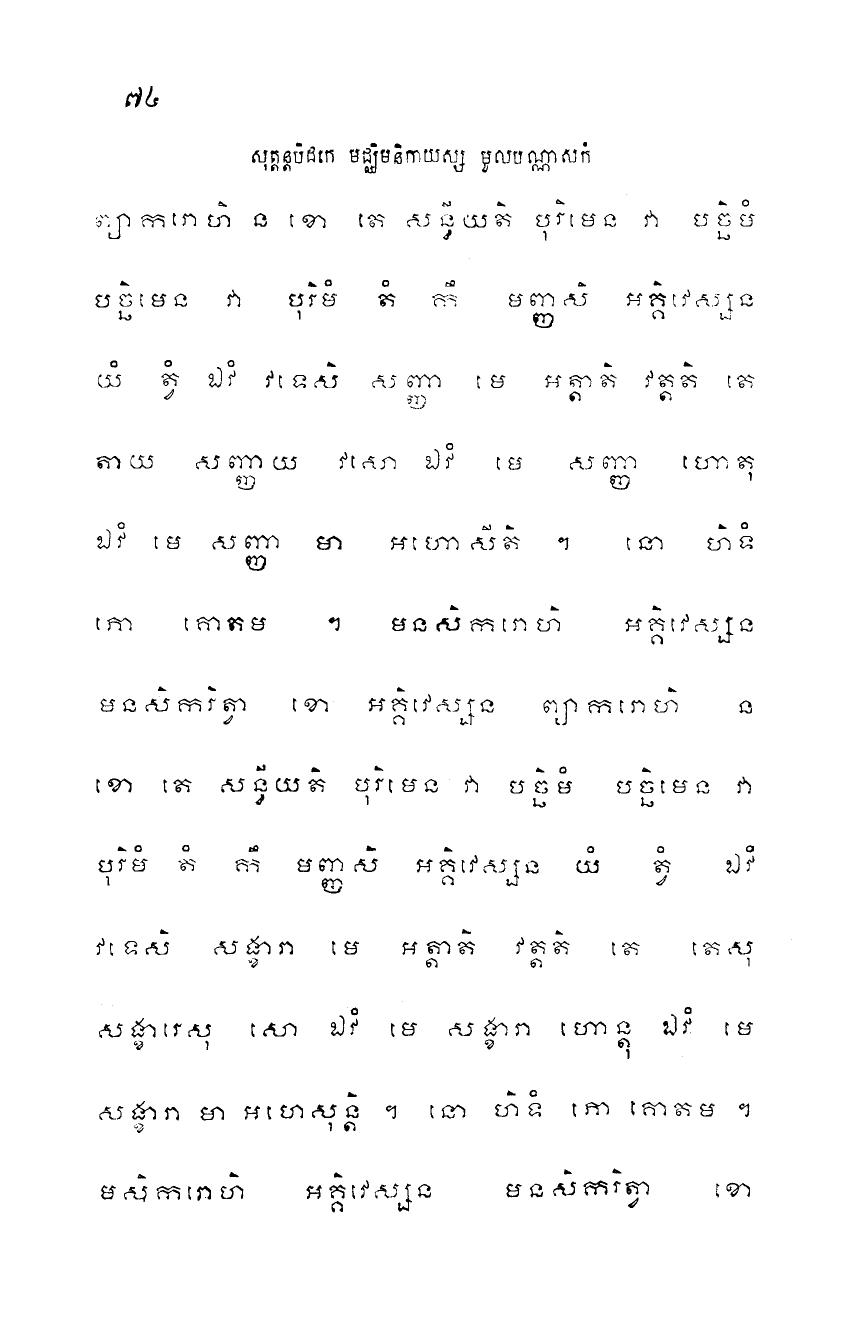 ៧៤
សុត្តន្តបិដកេ មជ្ឈិមនិកាយស្ស មូលបណ្ណាសកំ
ព្យាករោហិ ន ខោ តេ សន្ធីយតិ បុរិមេន វា បច្ឆិមំ
បច្ឆិមេន វា បុរិមំ តំ កឹ មញ្ញសិ អគ្គិវេស្សន
យំ ត្វំ ឯវំ វទេសិ សញ្ញា មេ អត្តាតិ វត្តតិ តេ
តាយ សញ្ញាយ វសោ ឯវំ មេ សញ្ញា ហោតុ
ឯវំ មេ សញ្ញា មា អហោសីតិ ។ នោ ហិទំ
ភោ គោតម ។ មនសិករោហិ អគ្គិវេស្សន
មនសិការិត្វា ខោ អគ្គិវេស្សន ព្យាករោហិ ន
ខោ តេ សន្ធីយតិ បុរិមេន វា បច្ឆិមំ បច្ឆិមេន វា
បុរិមំ តំ កឹ មញ្ញសិ អគ្គិវេស្សន យំ ត្វំ ឯវំ
វទេសិ សង្ខារា មេ អត្តាតិ វត្តតិ តេ តេសុ
សង្ខារេសុ សោ ឯវំ មេ សង្ខារា ហោន្តុ ឯវំ មេ
សង្ខារា មា អហេសុន្តិ ។ នោ ហិទំ ភោ គោតម ។
មសិករោហិ អគ្គិវេស្សន មនសិការិត្វា ខោ